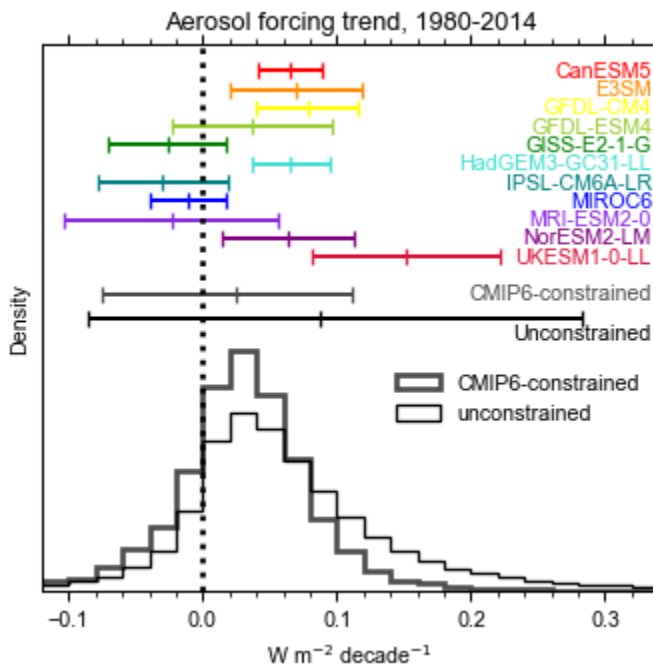 Aerosol forcing trend, 1980-2014
CanESM5
E3SM
GFDL-CM4
GFDL-ESM4
GISS-E2-1-G
HadGEM3-GC31-LL
IPSL-CM6A-LR
MIROC6
MRI-ESM2-0
NorESM2-LM
UKESM1-0-LL
CMIP6-constrained
Unconstrained
Density
CMIP6-constrained
unconstrained
−0.1 0.0 0.1 0.2 0.3
W m⁻² decade⁻¹